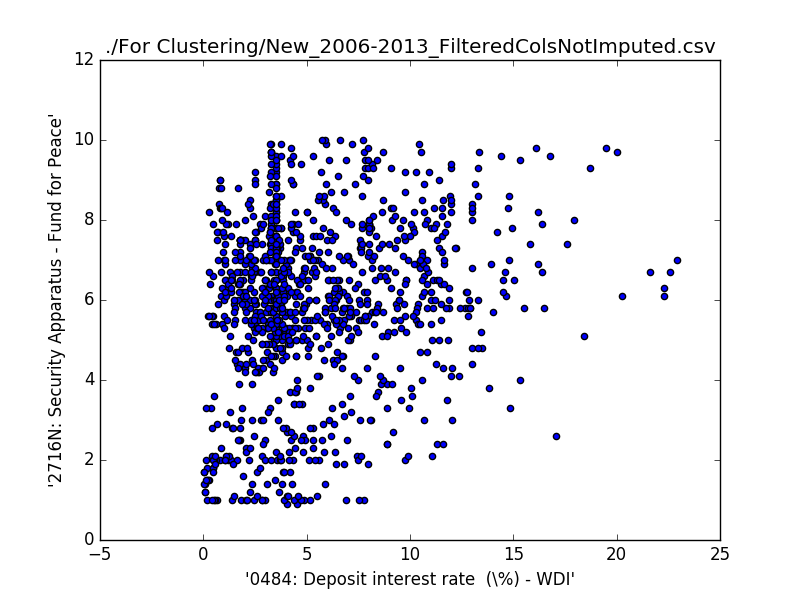 ./For Clustering/New_2006-2013_FilteredColsNotImputed.csv
12
10
8
6
4
2
0
'2716N: Security Apparatus - Fund for Peace'
−5 0 5 10 15 20 25
'0484: Deposit interest rate  (\%) - WDI'